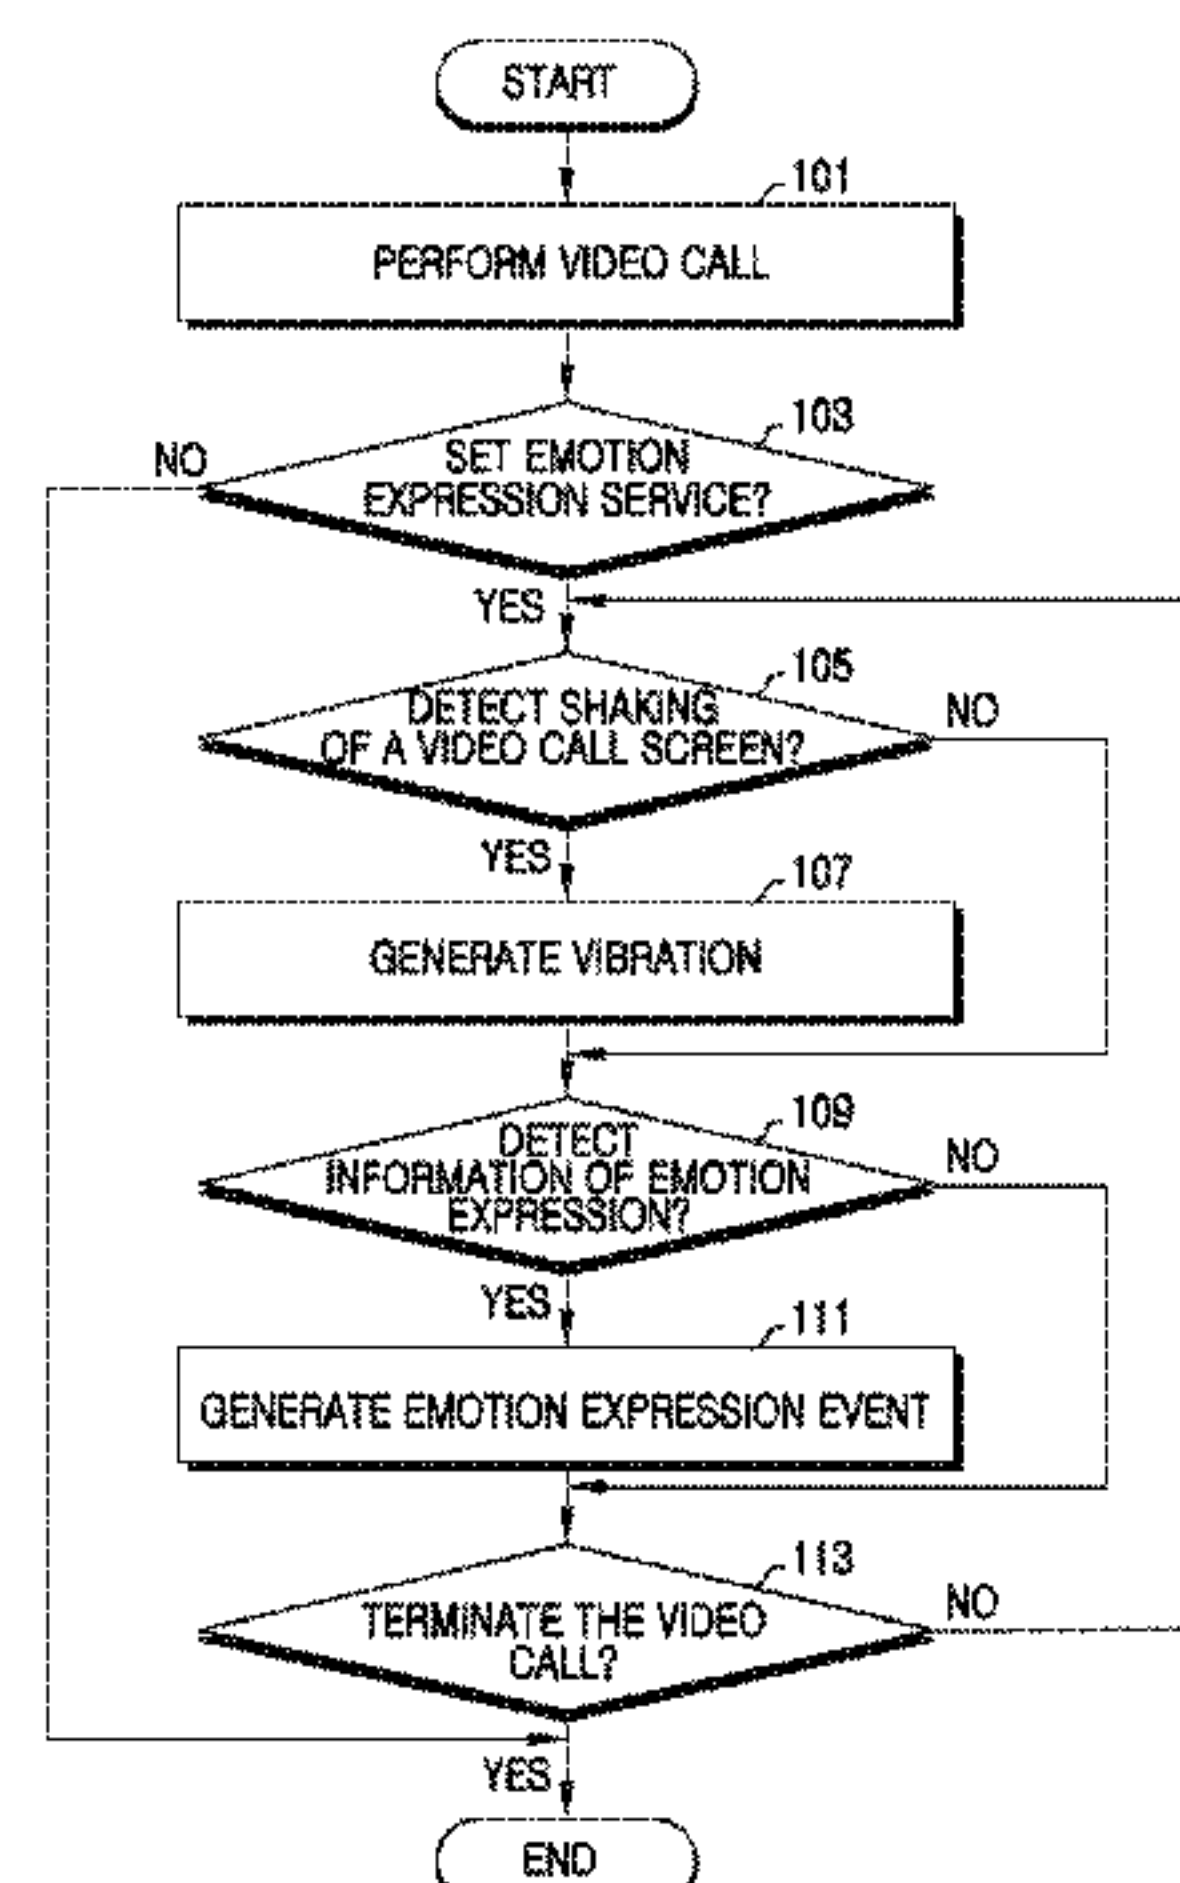 START
101
PERFORM VIDEO CALL
103
NO
SET EMOTION
EXPRESSION SERVICE?
YES
105
DETECT SHAKING
OF A VIDEO CALL SCREEN?
NO
YES
107
GENERATE VIBRATION
109
DETECT
INFORMATION OF EMOTION
EXPRESSION?
NO
YES
111
GENERATE EMOTION EXPRESSION EVENT
113
TERMINATE THE VIDEO
CALL?
NO
YES
END